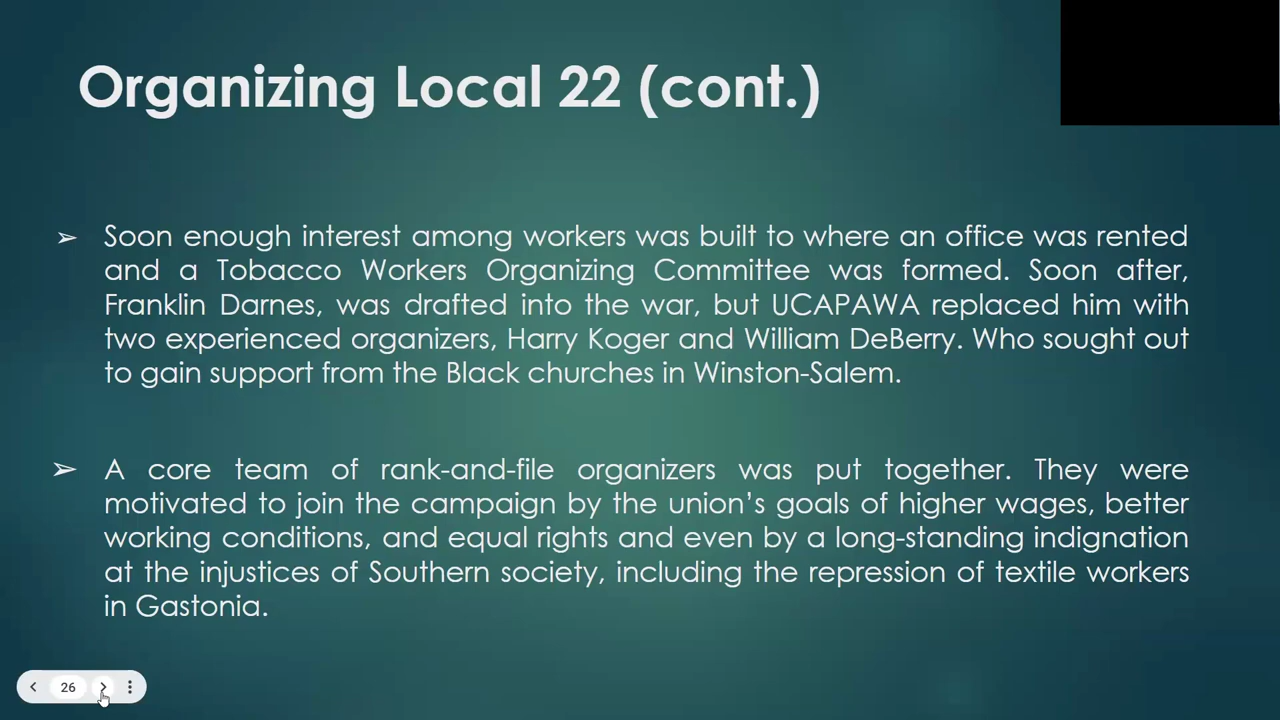 Organizing Local 22 (cont.)
➢ Soon enough interest among workers was built to where an office was rented
and a Tobacco Workers Organizing Committee was formed. Soon after,
Franklin Darnes, was drafted into the war, but UCAPAWA replaced him with
two experienced organizers, Harry Koger and William DeBerry. Who sought out
to gain support from the Black churches in Winston-Salem.
➢ A core team of rank-and-file organizers was put together. They were
motivated to join the campaign by the union’s goals of higher wages, better
working conditions, and equal rights and even by a long-standing indignation
at the injustices of Southern society, including the repression of textile workers
in Gastonia.
26